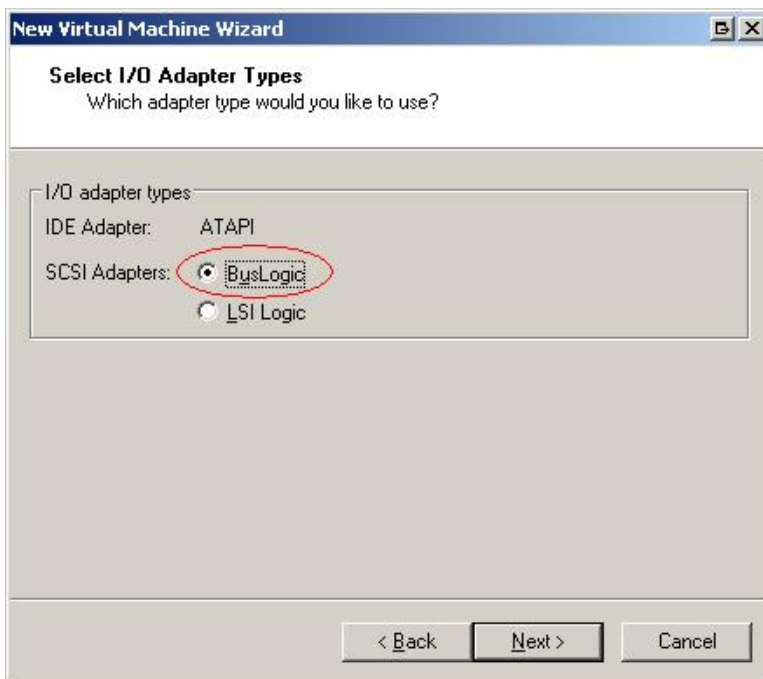 New Virtual Machine Wizard
Select I/O Adapter Types
Which adapter type would you like to use?
I/O adapter types
IDE Adapter: ATAPI
SCSI Adapters: BusLogic
LSI Logic
< Back Next > Cancel